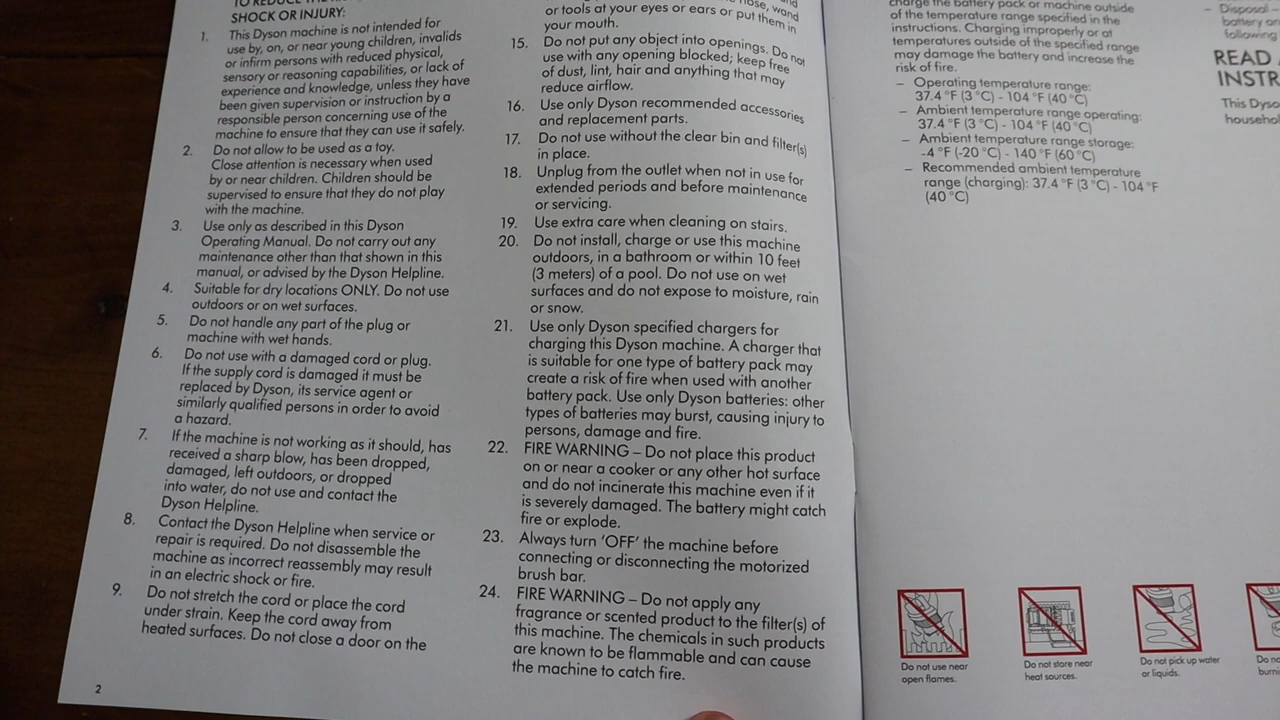 SHOCK OR INJURY:
1. This Dyson machine is not intended for
use by, on, or near young children, invalids
or infirm persons with reduced physical,
sensory or reasoning capabilities, or lack of
experience and knowledge, unless they have
been given supervision or instruction by a
responsible person concerning use of the
machine to ensure that they can use it safely.
2. Do not allow to be used as a toy.
Close attention is necessary when used
by or near children. Children should be
supervised to ensure that they do not play
with the machine.
3. Use only as described in this Dyson
Operating Manual. Do not carry out any
maintenance other than that shown in this
manual, or advised by the Dyson Helpline.
4. Suitable for dry locations ONLY. Do not use
outdoors or on wet surfaces.
5. Do not handle any part of the plug or
machine with wet hands.
6. Do not use with a damaged cord or plug.
If the supply cord is damaged it must be
replaced by Dyson, its service agent or
similarly qualified persons in order to avoid
a hazard.
7. If the machine is not working as it should, has
received a sharp blow, has been dropped,
damaged, left outdoors, or dropped
into water, do not use and contact the
Dyson Helpline.
8. Contact the Dyson Helpline when service or
repair is required. Do not disassemble the
machine as incorrect reassembly may result
in an electric shock or fire.
9. Do not stretch the cord or place the cord
under strain. Keep the cord away from
heated surfaces. Do not close a door on the
2
nose, wand
or tools at your eyes or ears or put them in
your mouth.
15. Do not put any object into openings. Do not
use with any opening blocked; keep free
of dust, lint, hair and anything that may
reduce airflow.
16. Use only Dyson recommended accessories
and replacement parts.
17. Do not use without the clear bin and filter(s)
in place.
18. Unplug from the outlet when not in use for
extended periods and before maintenance
or servicing.
19. Use extra care when cleaning on stairs.
20. Do not install, charge or use this machine
outdoors, in a bathroom or within 10 feet
(3 meters) of a pool. Do not use on wet
surfaces and do not expose to moisture, rain
or snow.
21. Use only Dyson specified chargers for
charging this Dyson machine. A charger that
is suitable for one type of battery pack may
create a risk of fire when used with another
battery pack. Use only Dyson batteries: other
types of batteries may burst, causing injury to
persons, damage and fire.
22. FIRE WARNING – Do not place this product
on or near a cooker or any other hot surface
and do not incinerate this machine even if it
is severely damaged. The battery might catch
fire or explode.
23. Always turn ‘OFF’ the machine before
connecting or disconnecting the motorized
brush bar.
24. FIRE WARNING – Do not apply any
fragrance or scented product to the filter(s) of
this machine. The chemicals in such products
are known to be flammable and can cause
the machine to catch fire.
charge the battery pack or machine outside
of the temperature range specified in the
instructions. Charging improperly or at
temperatures outside of the specified range
may damage the battery and increase the
risk of fire.
– Operating temperature range:
37.4 °F (3 °C) - 104 °F (40 °C)
– Ambient temperature range operating:
37.4 °F (3 °C) - 104 °F (40 °C)
– Ambient temperature range storage:
-4 °F (-20 °C) - 140 °F (60 °C)
– Recommended ambient temperature
range (charging): 37.4 °F (3 °C) - 104 °F
(40 °C)
– Disposal –
battery
following
READ
INSTR
This Dyso
househol
Do not use near
open flames.
Do not store near
heat sources.
Do not pick up water
or liquids.
Do no
burni